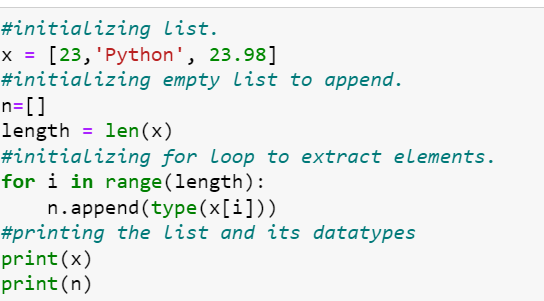 #initializing list.
x = [23,'Python', 23.98]
#initializing empty list to append.
n=[]
length = len(x)
#initializing for loop to extract elements.
for i in range(length):
    n.append(type(x[i]))
#printing the list and its datatypes
print(x)
print(n)